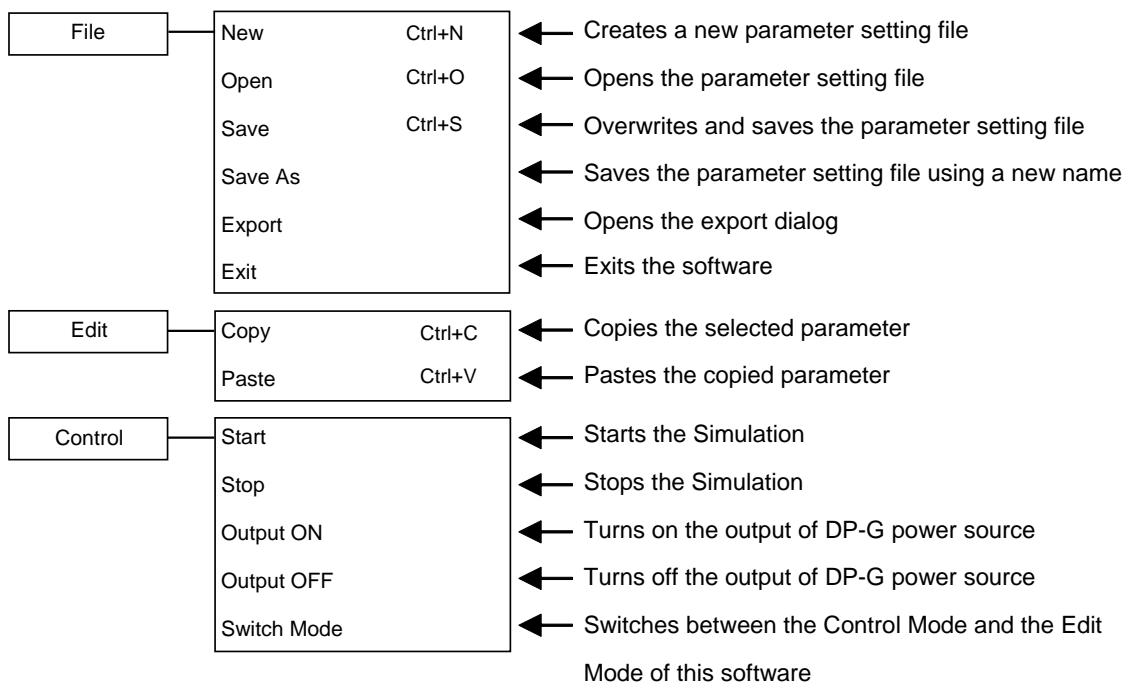 File
New Ctrl+N Creates a new parameter setting file
Open Ctrl+O Opens the parameter setting file
Save Ctrl+S Overwrites and saves the parameter setting file
Save As Saves the parameter setting file using a new name
Export Opens the export dialog
Exit Exits the software
Edit
Copy Ctrl+C Copies the selected parameter
Paste Ctrl+V Pastes the copied parameter
Control
Start Starts the Simulation
Stop Stops the Simulation
Output ON Turns on the output of DP-G power source
Output OFF Turns off the output of DP-G power source
Switch Mode Switches between the Control Mode and the Edit
Mode of this software